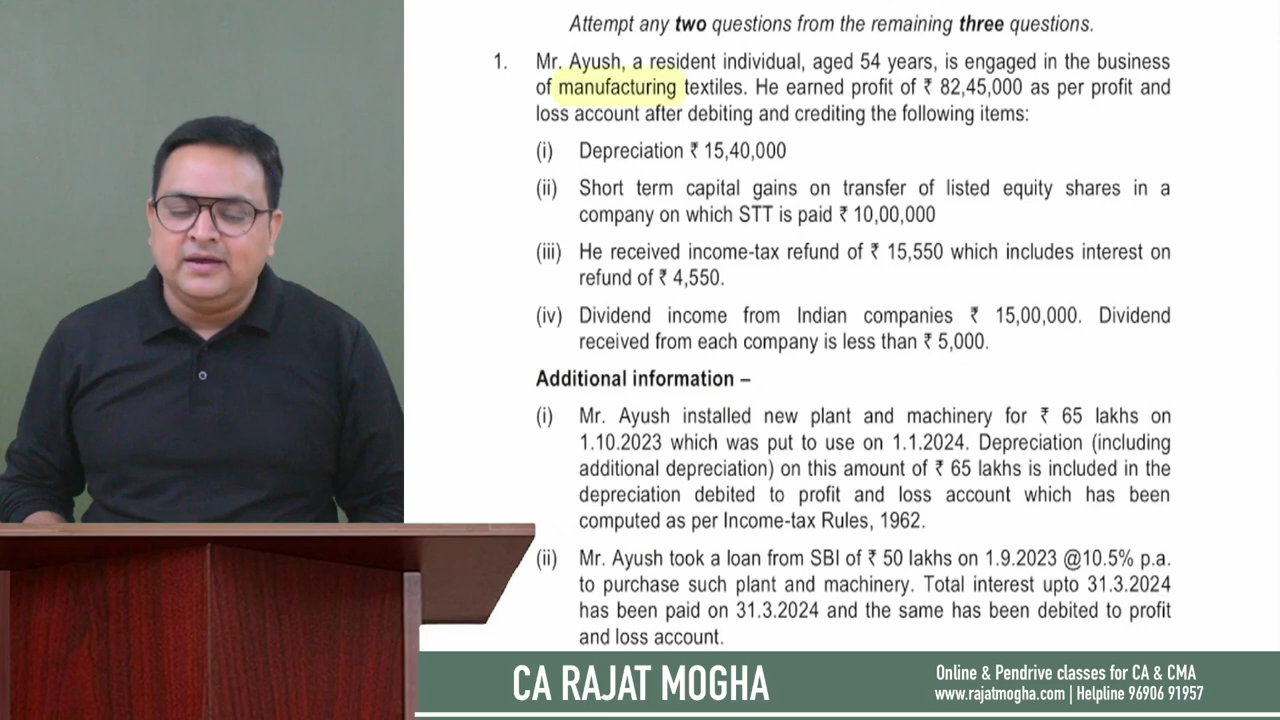 Attempt any two questions from the remaining three questions.
1. Mr. Ayush, a resident individual, aged 54 years, is engaged in the business
of manufacturing textiles. He earned profit of ₹ 82,45,000 as per profit and
loss account after debiting and crediting the following items:
(i) Depreciation ₹ 15,40,000
(ii) Short term capital gains on transfer of listed equity shares in a
company on which STT is paid ₹ 10,00,000
(iii) He received income-tax refund of ₹ 15,550 which includes interest on
refund of ₹ 4,550.
(iv) Dividend income from Indian companies ₹ 15,00,000. Dividend
received from each company is less than ₹ 5,000.
Additional information –
(i) Mr. Ayush installed new plant and machinery for ₹ 65 lakhs on
1.10.2023 which was put to use on 1.1.2024. Depreciation (including
additional depreciation) on this amount of ₹ 65 lakhs is included in the
depreciation debited to profit and loss account which has been
computed as per Income-tax Rules, 1962.
(ii) Mr. Ayush took a loan from SBI of ₹ 50 lakhs on 1.9.2023 @10.5% p.a.
to purchase such plant and machinery. Total interest upto 31.3.2024
has been paid on 31.3.2024 and the same has been debited to profit
and loss account.
CA RAJAT MOGHA
Online & Pendrive classes for CA & CMA
www.rajatmogha.com | Helpline 96906 91957